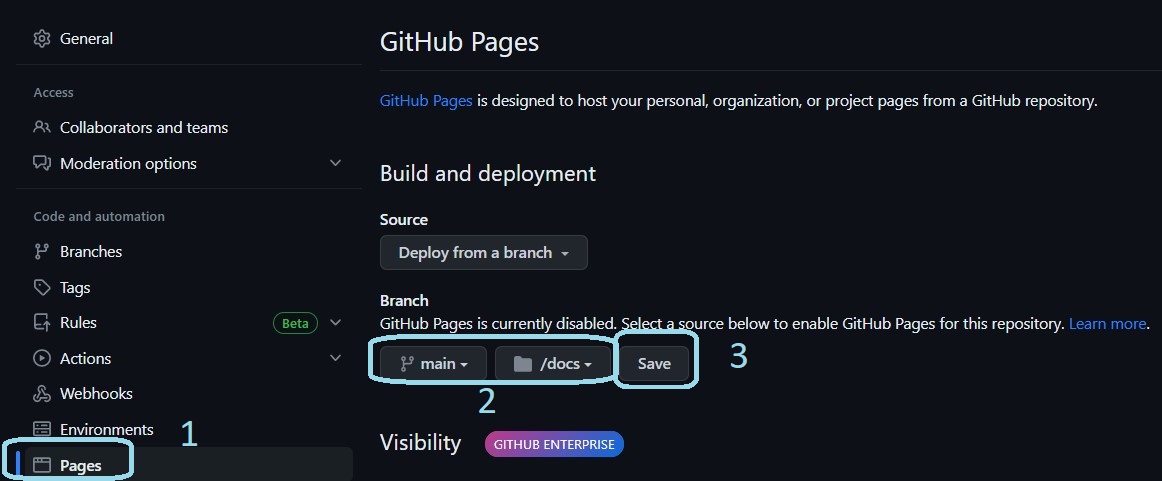 General
Access
Collaborators and teams
Moderation options
Code and automation
Branches
Tags
Rules Beta
Actions
Webhooks
Environments 1
Pages
GitHub Pages
GitHub Pages is designed to host your personal, organization, or project pages from a GitHub repository.
Build and deployment
Source
Deploy from a branch
Branch
GitHub Pages is currently disabled. Select a source below to enable GitHub Pages for this repository. Learn more.
main /docs Save 3
2
Visibility GITHUB ENTERPRISE